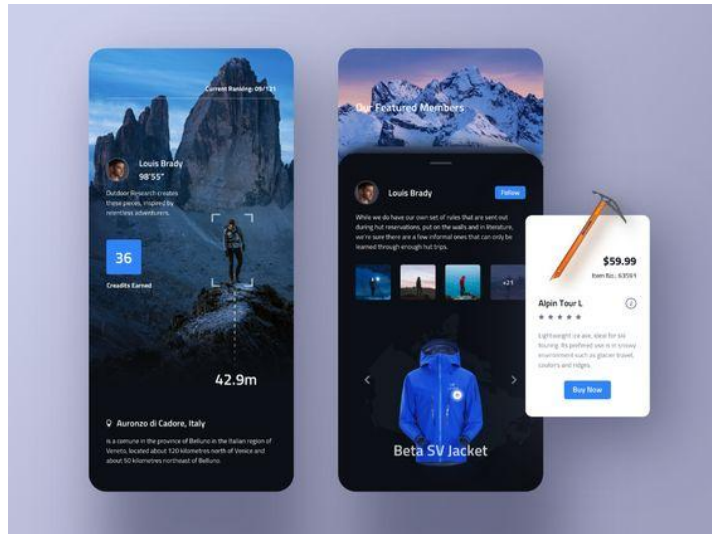 Current Ranking: 09/121
Louis Brady
98'55"
Outdoor Research creates
these pieces, inspired by
relentless adventurers.
36
Creadits Earned
42.9m
Auronzo di Cadore, Italy
is a comune in the province of Belluno in the Italian region of
Veneto, located about 120 kilometres north of Venice and
about 50 kilometres northeast of Belluno.
Our Featured Members
Louis Brady
Follow
While we do have our own set of rules that are sent out
during hut reservations, put on the walls and in literature,
we're sure there are a few informal ones that can only be
learned through enough hut trips.
+21
Beta SV Jacket
$59.99
Item No.: 63591
Alpin Tour L
Lightweight ice axe, ideal for ski
touring. Its prefered use is in snowy
environment such as glacier travel,
couloirs and ridges.
Buy Now